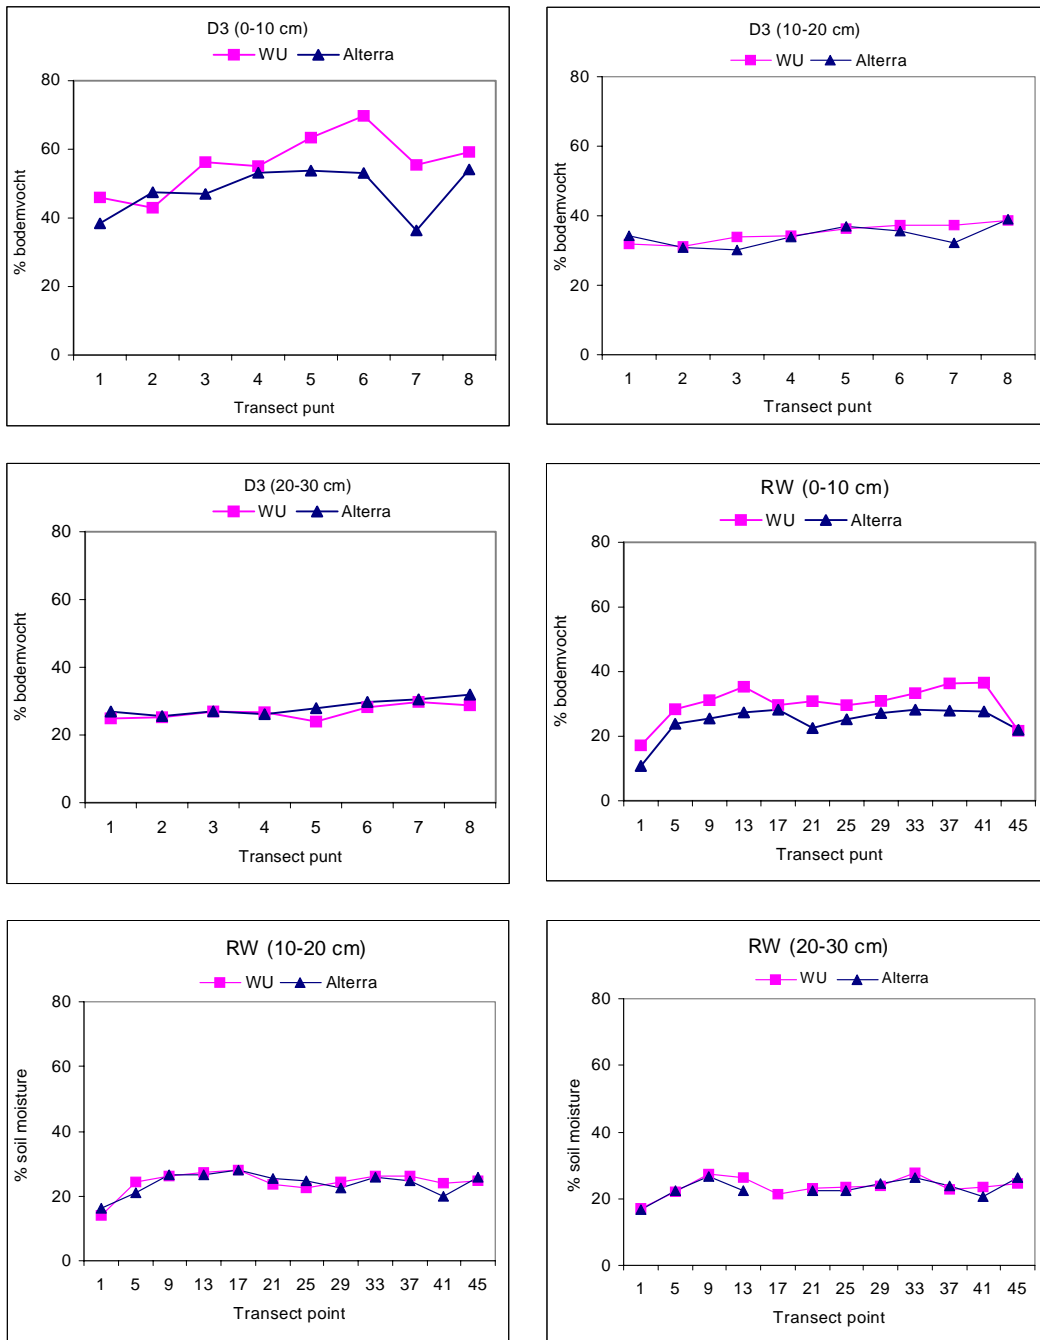 D3 (0-10 cm)
WU Alterra
80
60
40
20
0
% bodemvocht
1 2 3 4 5 6 7 8
Transect punt
D3 (10-20 cm)
WU Alterra
80
60
40
20
0
% bodemvocht
1 2 3 4 5 6 7 8
Transect punt
D3 (20-30 cm)
WU Alterra
80
60
40
20
0
% bodemvocht
1 2 3 4 5 6 7 8
Transect punt
RW (0-10 cm)
WU Alterra
80
60
40
20
0
% bodemvocht
1 5 9 13 17 21 25 29 33 37 41 45
Transect punt
RW (10-20 cm)
WU Alterra
80
60
40
20
0
% soil moisture
1 5 9 13 17 21 25 29 33 37 41 45
Transect point
RW (20-30 cm)
WU Alterra
80
60
40
20
0
% soil moisture
1 5 9 13 17 21 25 29 33 37 41 45
Transect point